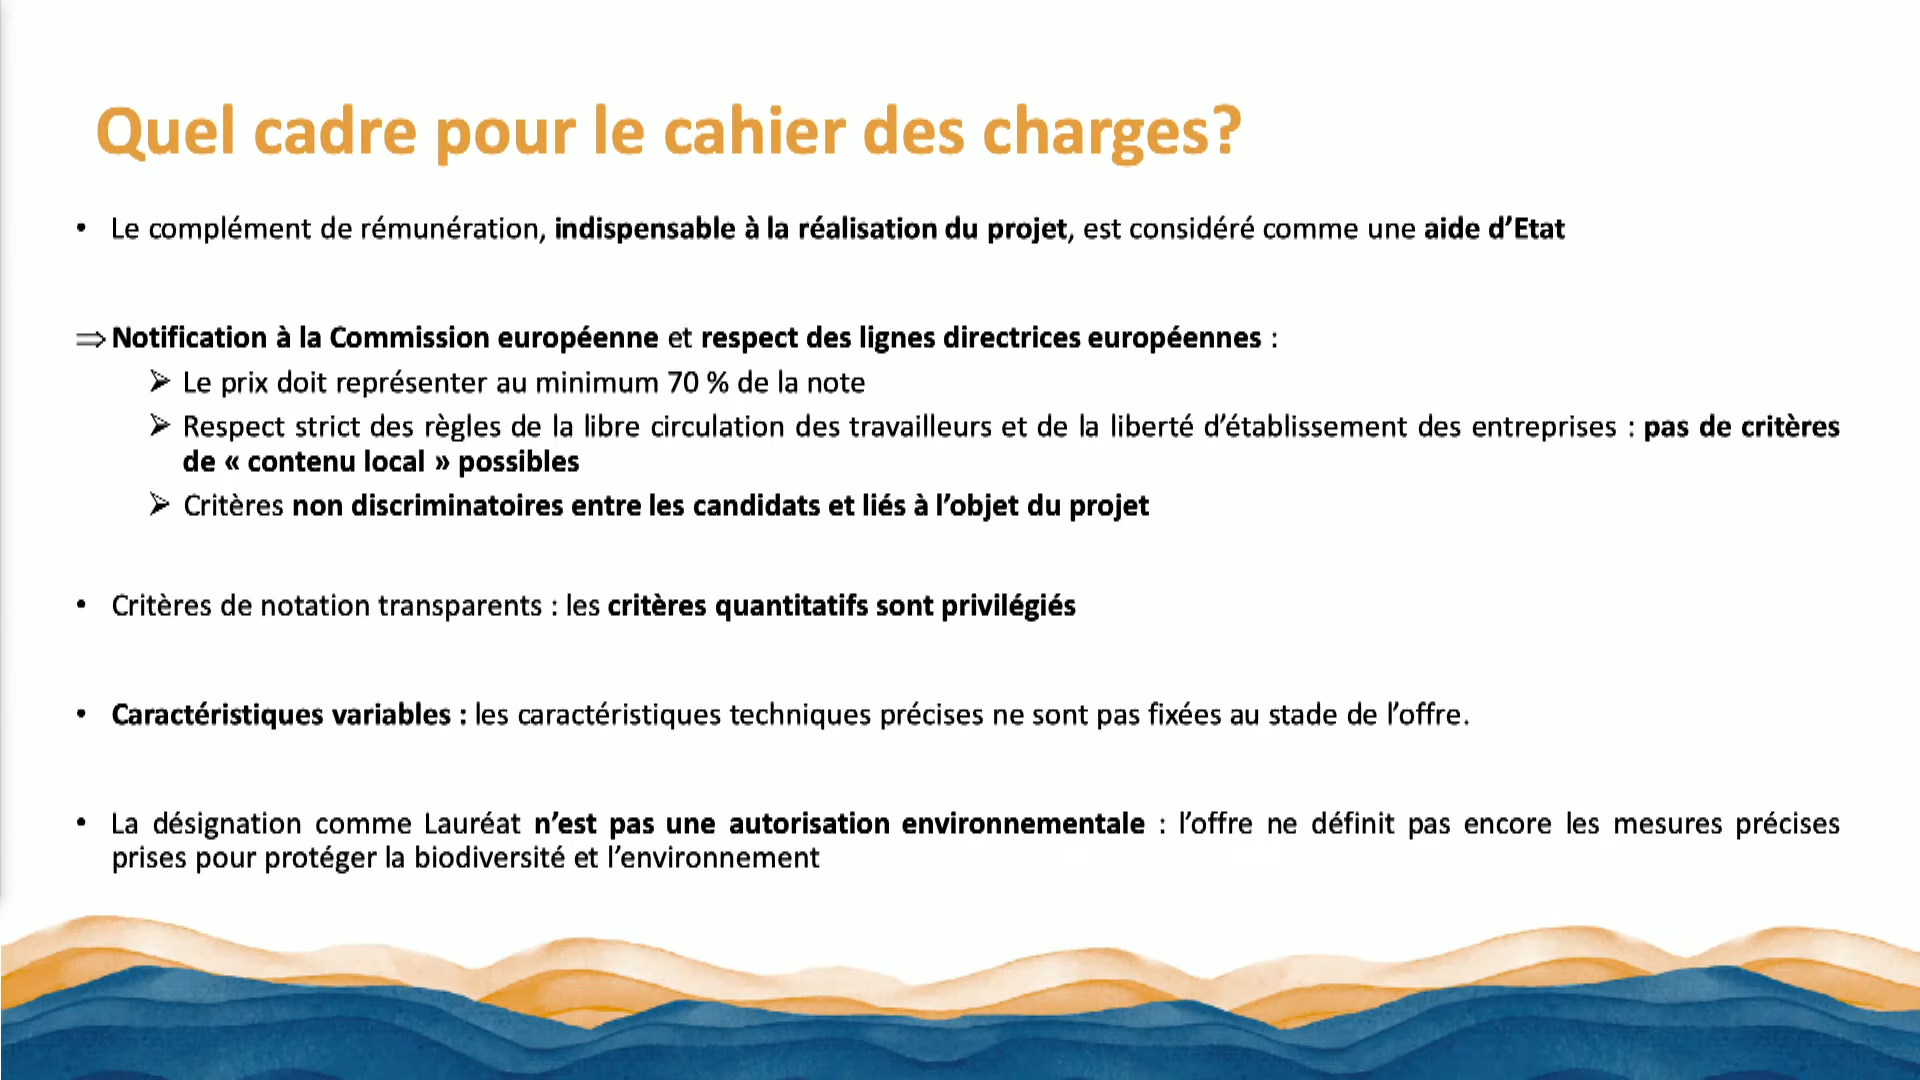 Quel cadre pour le cahier des charges?
• Le complément de rémunération, indispensable à la réalisation du projet, est considéré comme une aide d’Etat
⇒ Notification à la Commission européenne et respect des lignes directrices européennes :
➢ Le prix doit représenter au minimum 70 % de la note
➢ Respect strict des règles de la libre circulation des travailleurs et de la liberté d’établissement des entreprises : pas de critères
de « contenu local » possibles
➢ Critères non discriminatoires entre les candidats et liés à l’objet du projet
• Critères de notation transparents : les critères quantitatifs sont privilégiés
• Caractéristiques variables : les caractéristiques techniques précises ne sont pas fixées au stade de l’offre.
• La désignation comme Lauréat n’est pas une autorisation environnementale : l’offre ne définit pas encore les mesures précises
prises pour protéger la biodiversité et l’environnement